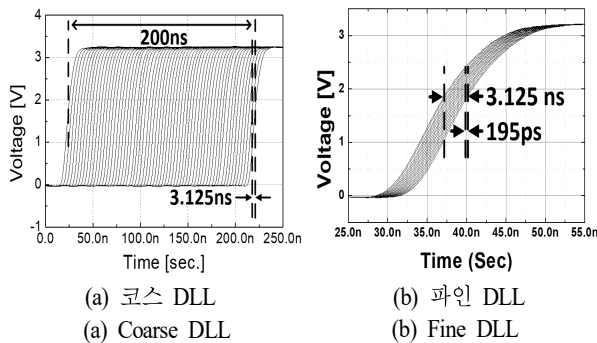 4
3
2
1
0
-1
Voltage [V]
200ns
3.125ns
0.0 50.0n 100.0n 150.0n 200.0n 250.0n
Time [sec.]
(a) 코스 DLL
(a) Coarse DLL
3
2
1
0
Voltage [V]
3.125 ns
195ps
25.0n 30.0n 35.0n 40.0n 45.0n 50.0n 55.0n
Time (Sec)
(b) 파인 DLL
(b) Fine DLL